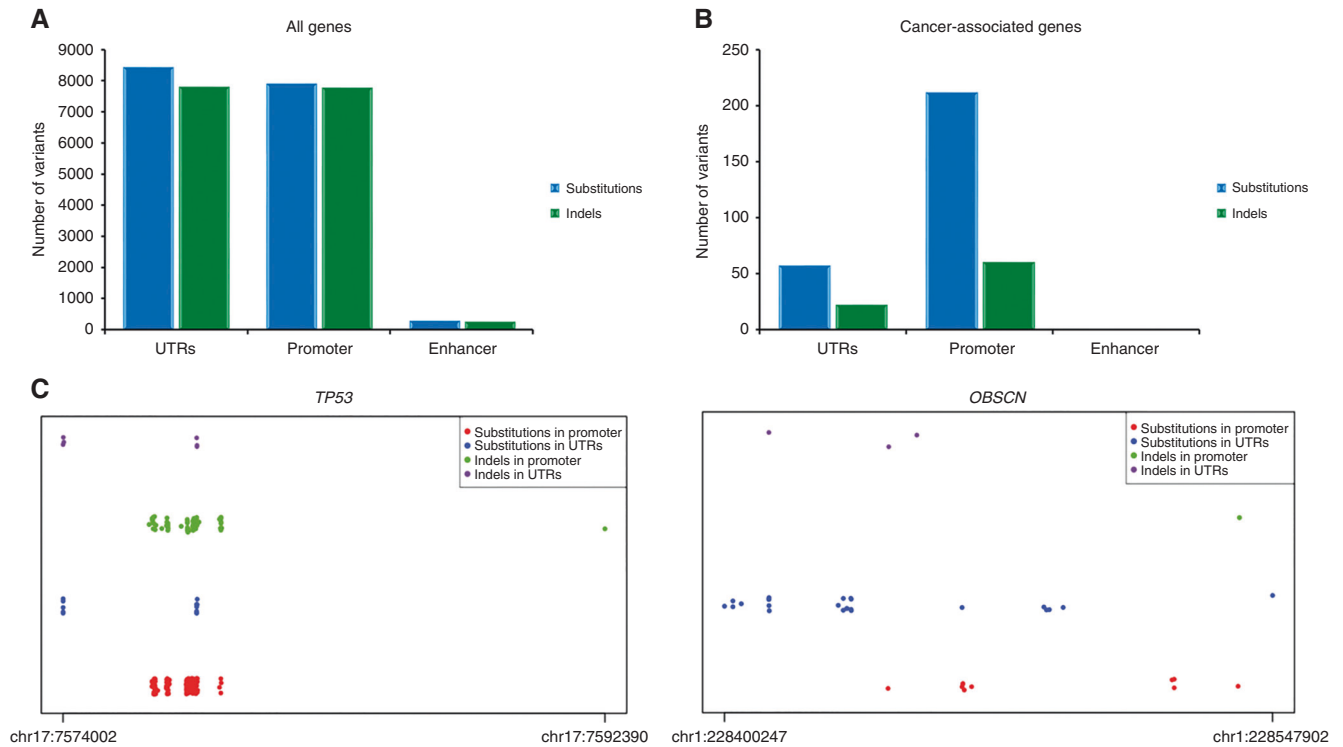 A
All genes
9000
8000
7000
6000
5000
4000
3000
2000
1000
0
Number of variants
UTRs
Promoter
Enhancer
Substitutions
Indels
B
Cancer-associated genes
250
200
150
100
50
0
Number of variants
UTRs
Promoter
Enhancer
Substitutions
Indels
C
TP53
Substitutions in promoter
Substitutions in UTRs
Indels in promoter
Indels in UTRs
chr17:7574002
chr17:7592390
OBSCN
Substitutions in promoter
Substitutions in UTRs
Indels in promoter
Indels in UTRs
chr1:228400247
chr1:228547902